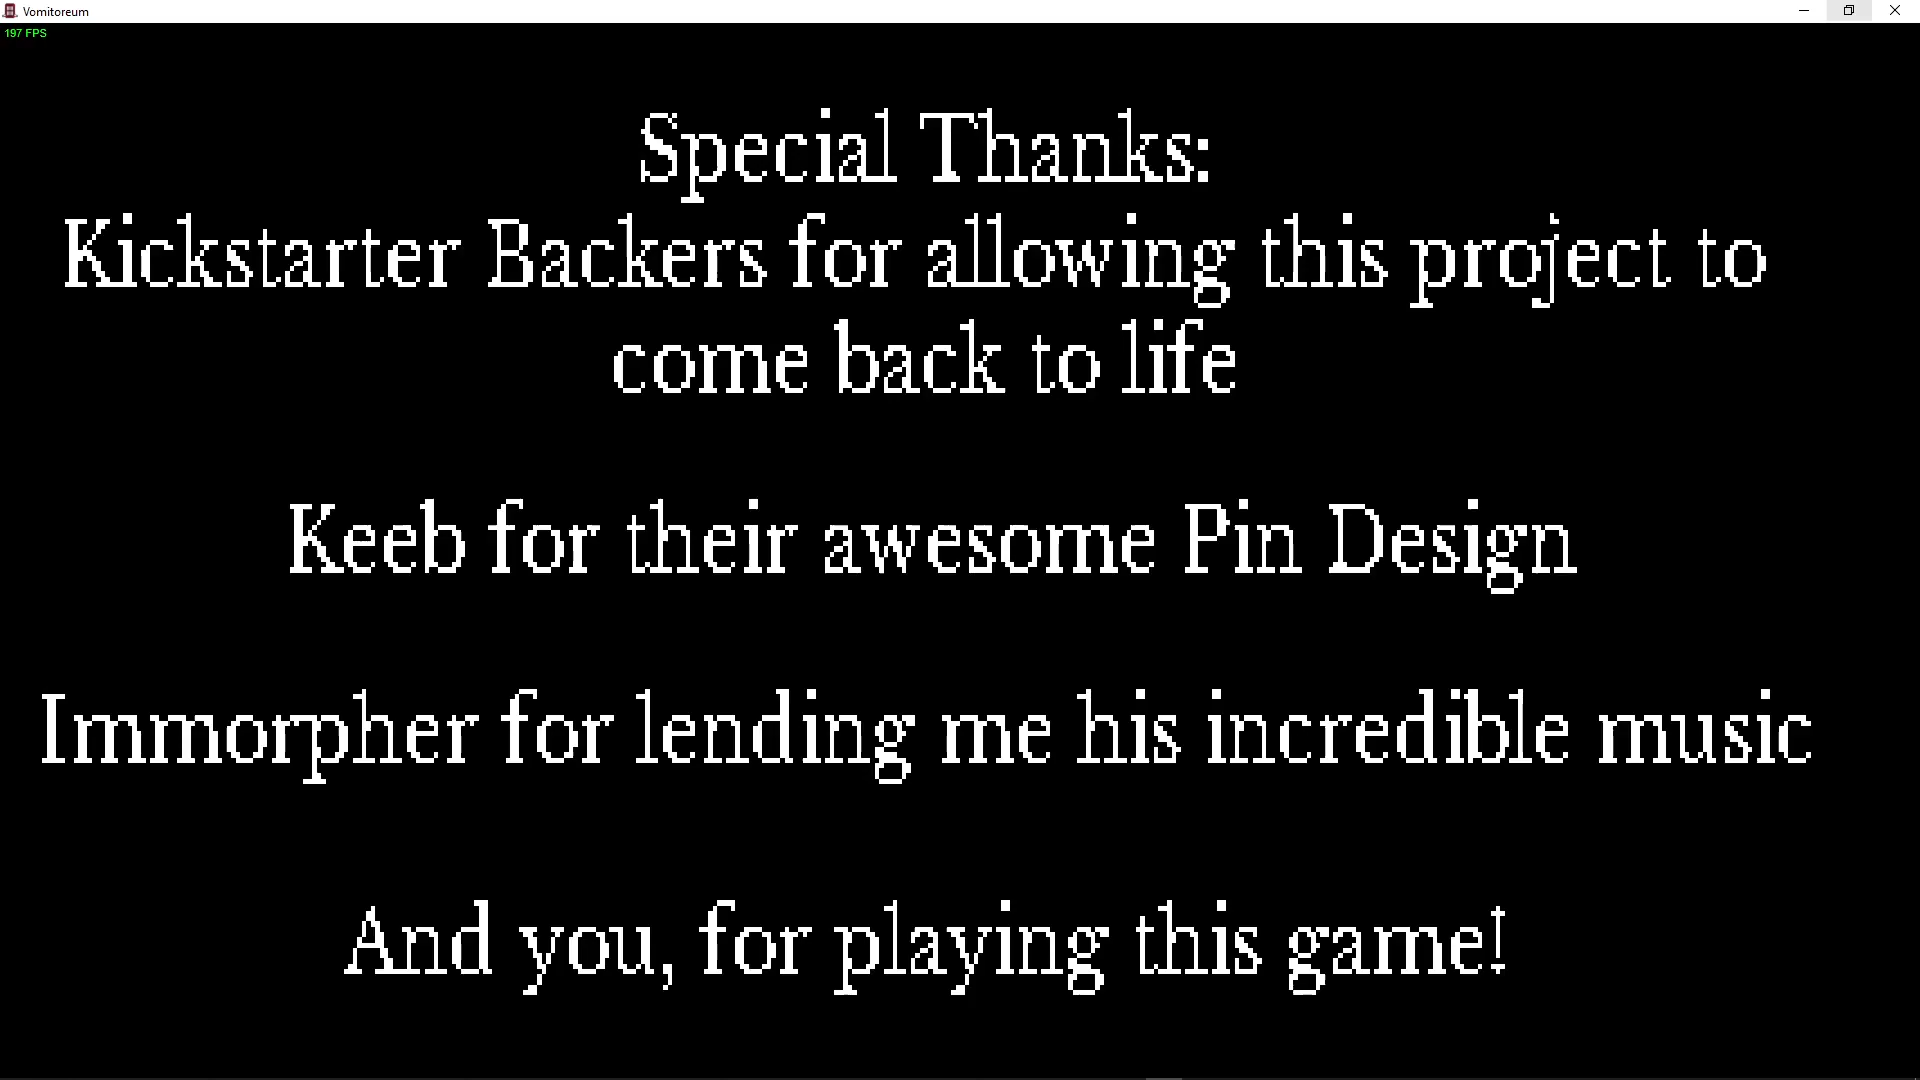 Vomitoreum
197 FPS
Special Thanks:
Kickstarter Backers for allowing this project to
come back to life
Keeb for their awesome Pin Design
Immorpher for lending me his incredible music
And you, for playing this game!